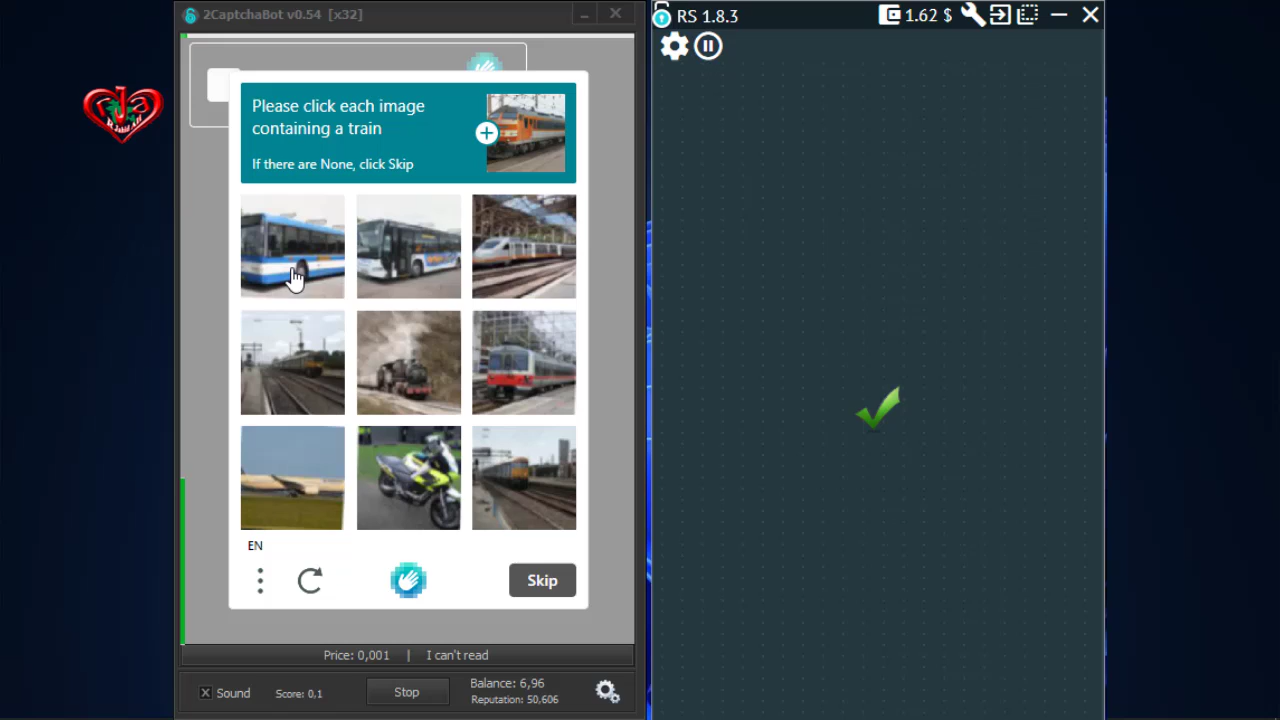 2CaptchaBot v0.54 [x32]
RS 1.8.3
1.62 $
Please click each image
containing a train
If there are None, click Skip
EN
Skip
Price: 0,001 | I can't read
Sound
Score: 0,1
Stop
Balance: 6,96
Reputation: 50,606